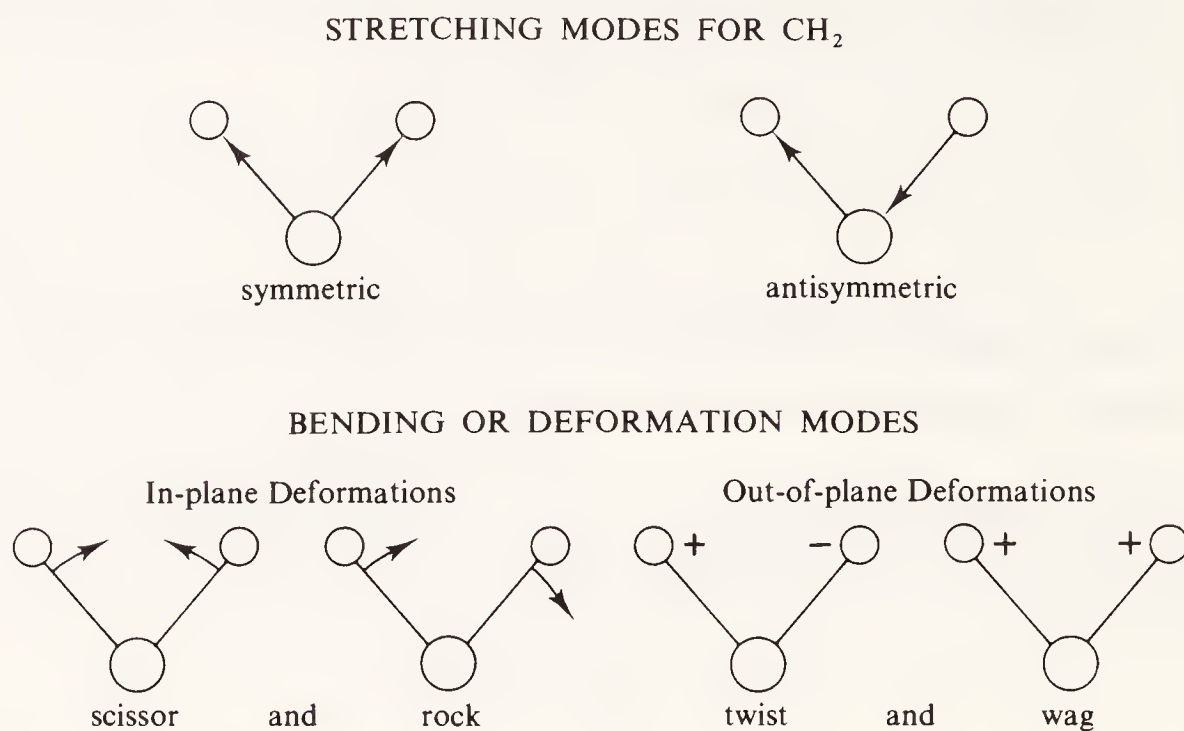 STRETCHING MODES FOR CH₂
symmetric
antisymmetric
BENDING OR DEFORMATION MODES
In-plane Deformations
Out-of-plane Deformations
+ − + +
scissor and rock twist and wag